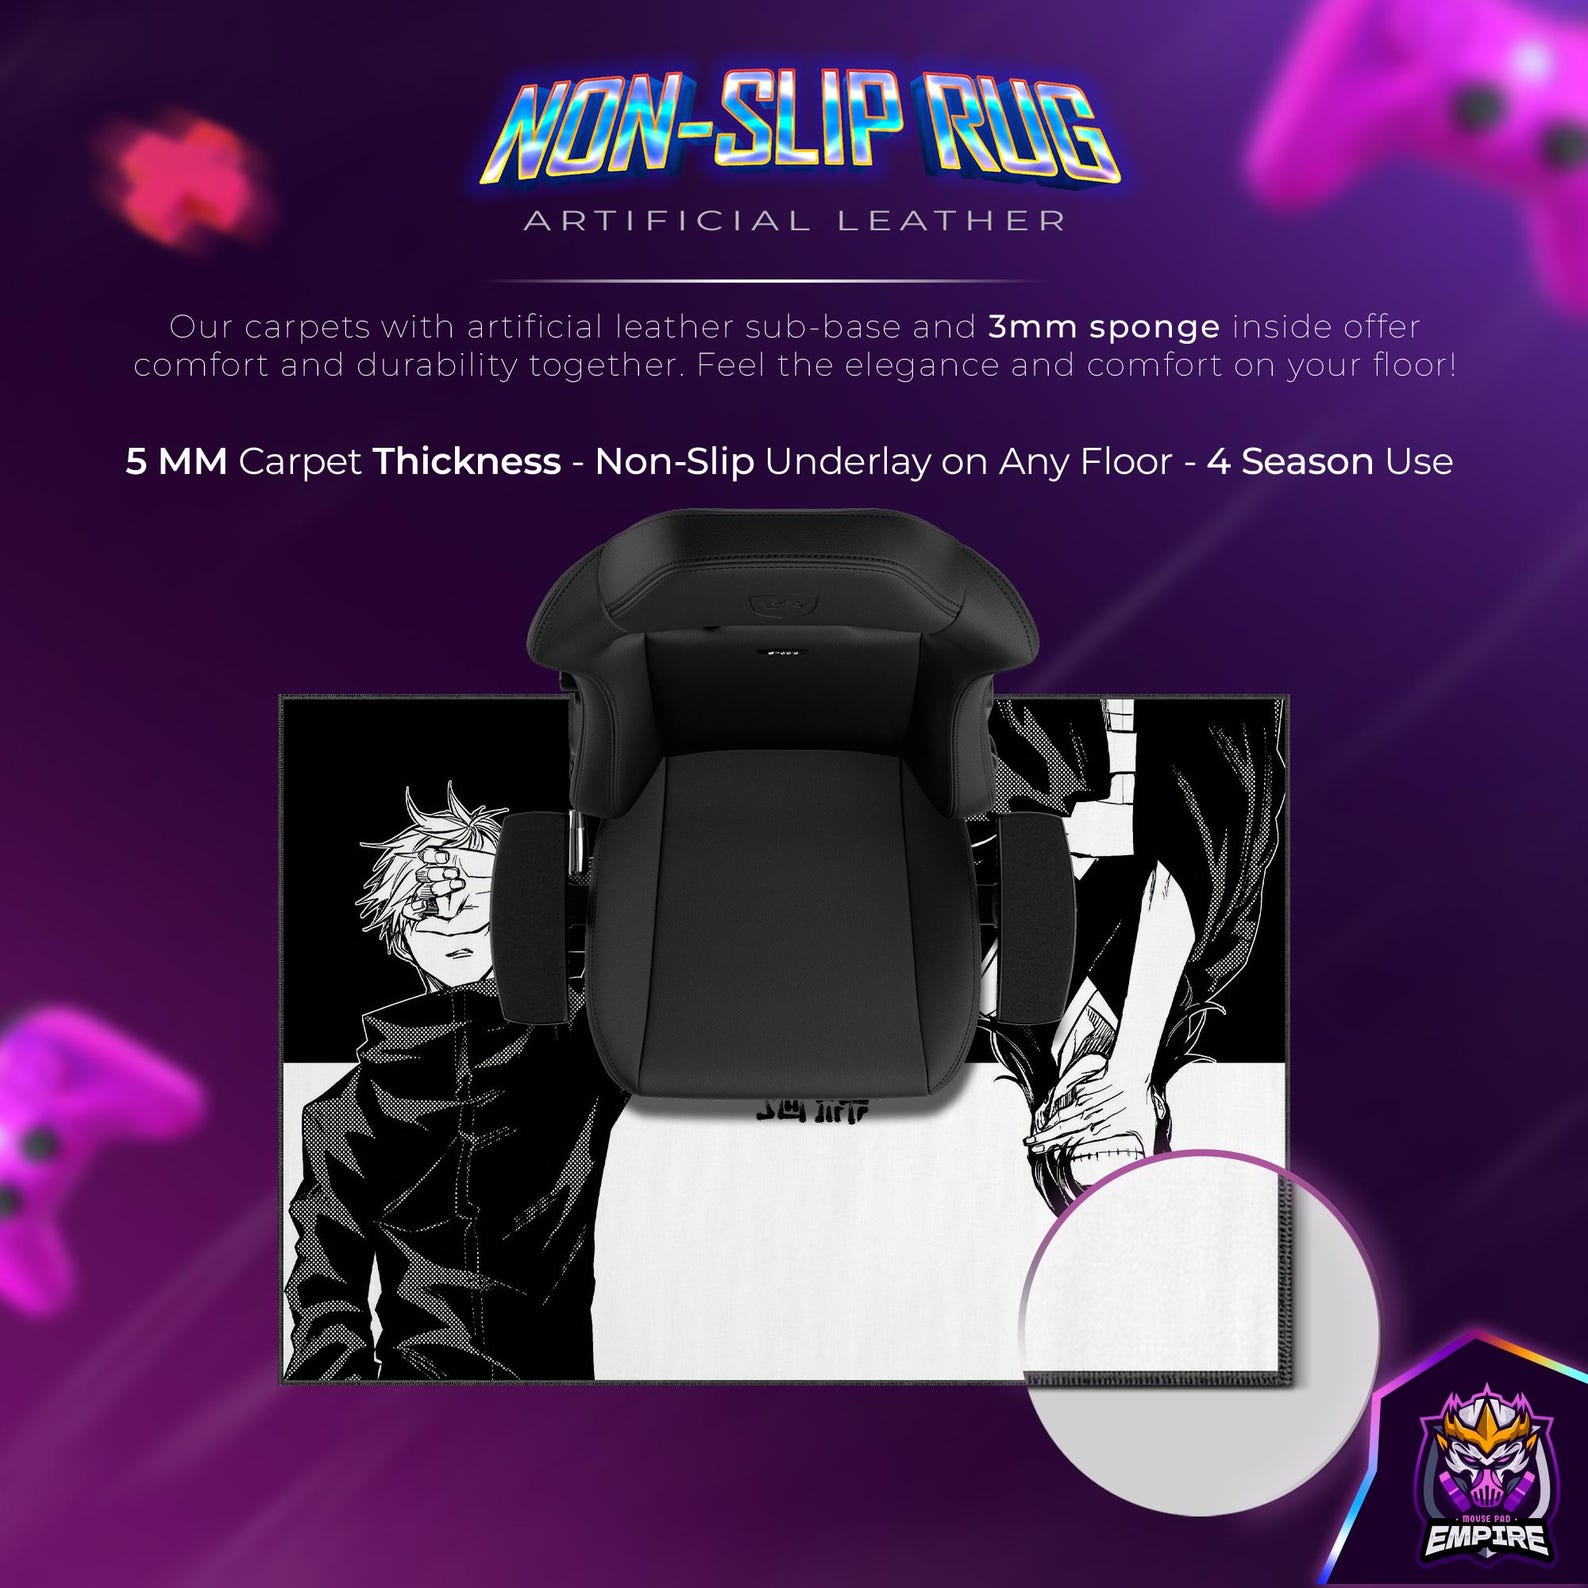 NON-SLIP RUG
ARTIFICIAL LEATHER
Our carpets with artificial leather sub-base and 3mm sponge inside offer
comfort and durability together. Feel the elegance and comfort on your floor!
5 MM Carpet Thickness - Non-Slip Underlay on Any Floor - 4 Season Use
MOUSE PAD
EMPIRE